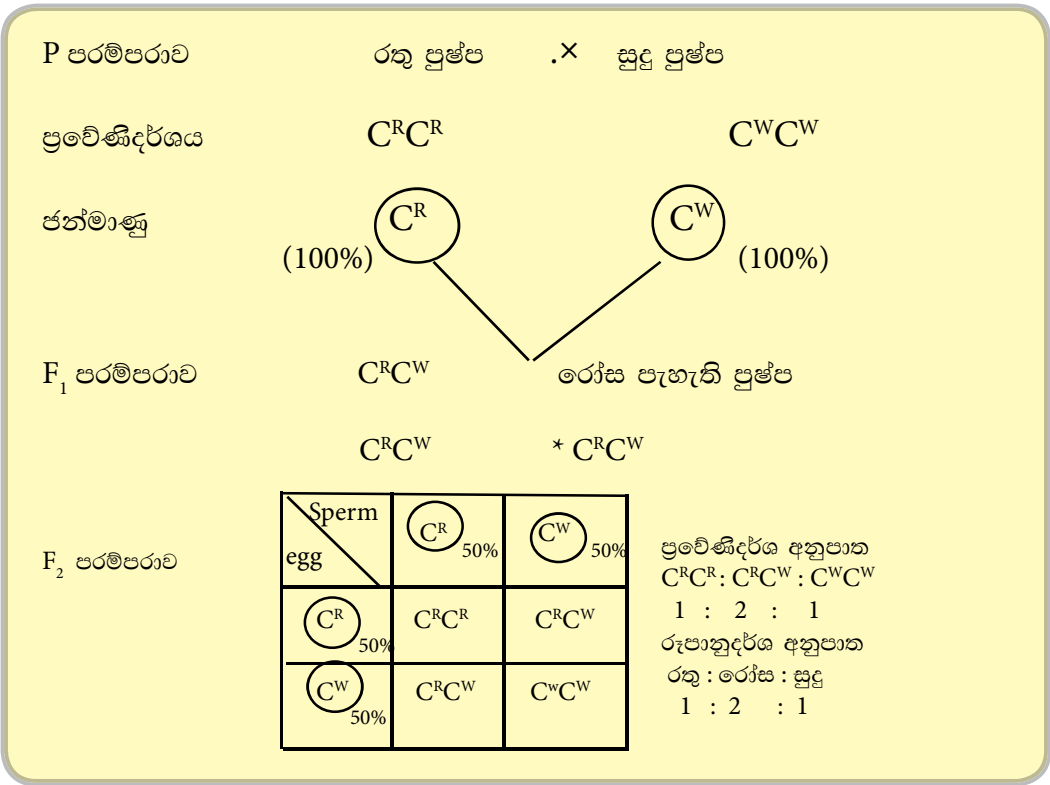 P පරම්පරාව රතු පුෂ්ප .× සුදු පුෂ්ප
ප්‍රවේණිදර්ශය CᴿCᴿ CᵂCᵂ
ජන්මාණු Cᴿ Cᵂ
(100%) (100%)
F₁ පරම්පරාව CᴿCᵂ රෝස පැහැති පුෂ්ප
CᴿCᵂ * CᴿCᵂ
F₂ පරම්පරාව
Sperm
egg
Cᴿ 50% Cᵂ 50%
Cᴿ 50% CᴿCᴿ CᴿCᵂ
Cᵂ 50% CᴿCᵂ CʷCᵂ
ප්‍රවේණිදර්ශ අනුපාත
CᴿCᴿ : CᴿCᵂ : CᵂCᵂ
1 : 2 : 1
රූපානුදර්ශ අනුපාත
රතු : රෝස : සුදු
1 : 2 : 1